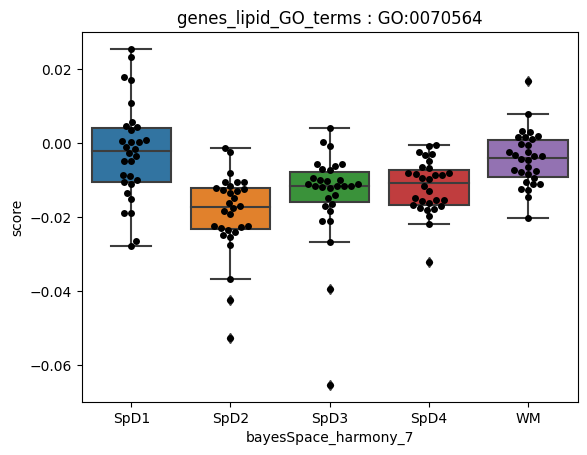 genes_lipid_GO_terms : GO:0070564
score
0.02
0.00
−0.02
−0.04
−0.06
SpD1 SpD2 SpD3 SpD4 WM
bayesSpace_harmony_7